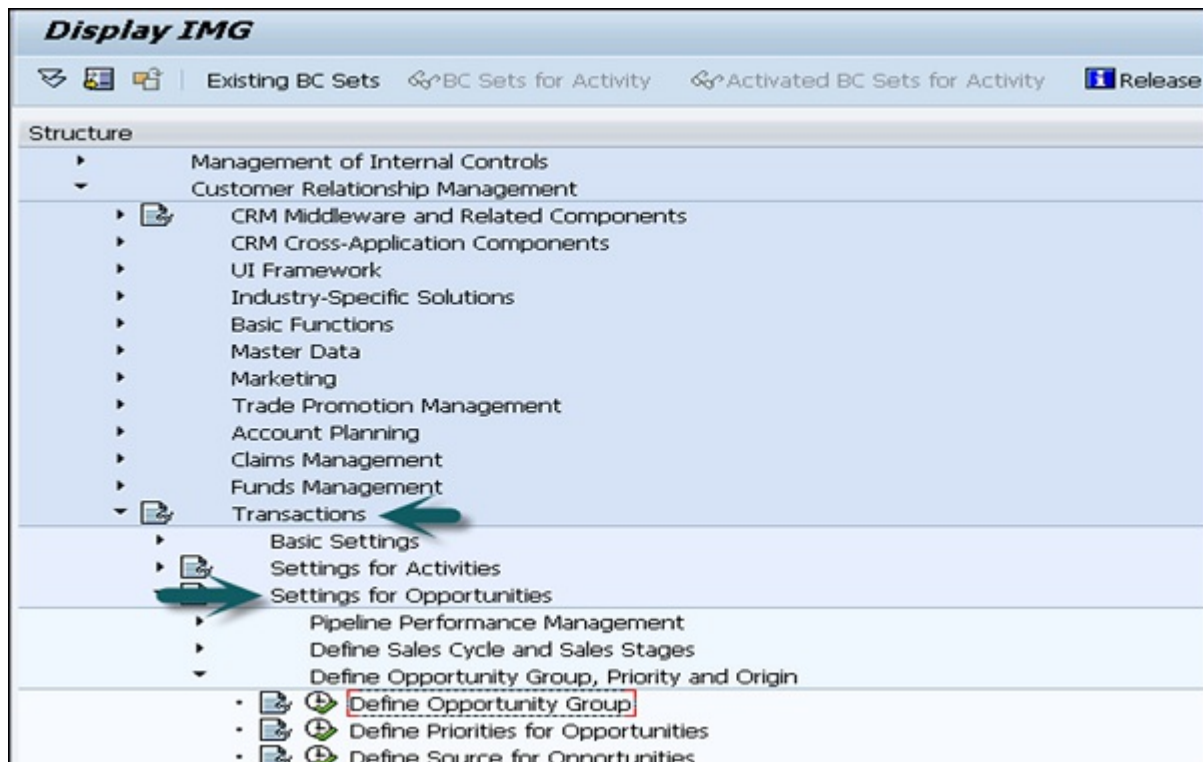 Display IMG
Existing BC Sets BC Sets for Activity Activated BC Sets for Activity Release
Structure
Management of Internal Controls
Customer Relationship Management
CRM Middleware and Related Components
CRM Cross-Application Components
UI Framework
Industry-Specific Solutions
Basic Functions
Master Data
Marketing
Trade Promotion Management
Account Planning
Claims Management
Funds Management
Transactions
Basic Settings
Settings for Activities
Settings for Opportunities
Pipeline Performance Management
Define Sales Cycle and Sales Stages
Define Opportunity Group, Priority and Origin
Define Opportunity Group
Define Priorities for Opportunities
Define Source for Opportunities